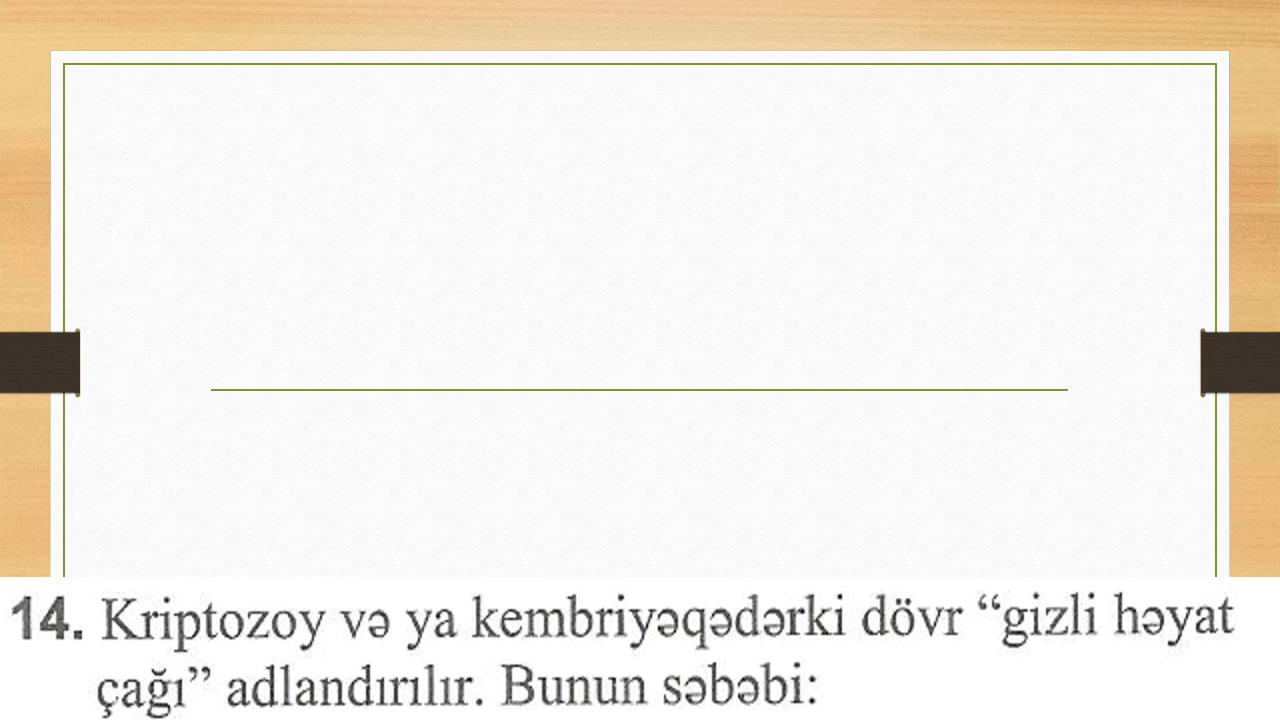 14. Kriptozoy və ya kembriyəqədərki dövr “gizli həyat
çağı” adlandırılır. Bunun səbəbi: